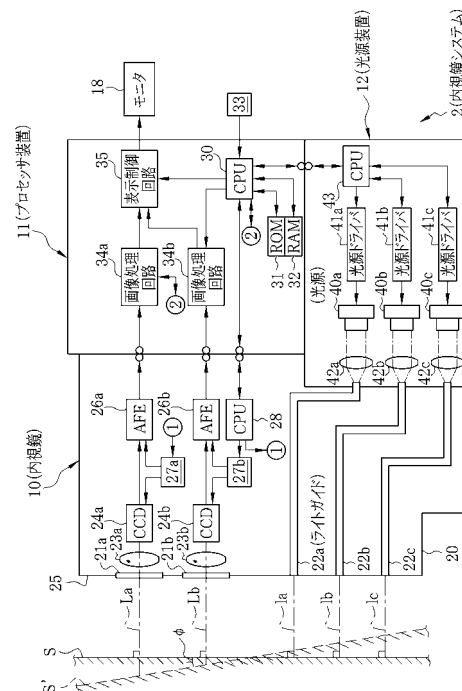 10(内視鏡)
11(プロセッサ装置)
18
モニタ
35
表示制御
回路
34a
画像処理
回路
②
34b
画像処理
回路
33
30
CPU
②
31
ROM
RAM
32
12(光源装置)
2(内視鏡システム)
CPU
43
41a
光源ドライバ
41b
光源ドライバ
41c
光源ドライバ
(光源)
40a
40b
40c
42a
42b
42c
26a
AFE
①
26b
AFE
CPU
28
①
24a
CCD
27a
24b
CCD
27b
25
21a
23a
21b
23b
22a(ライトガイド)
22b
22c
20
La
Lb
la
lb
lc
S
S'
φ